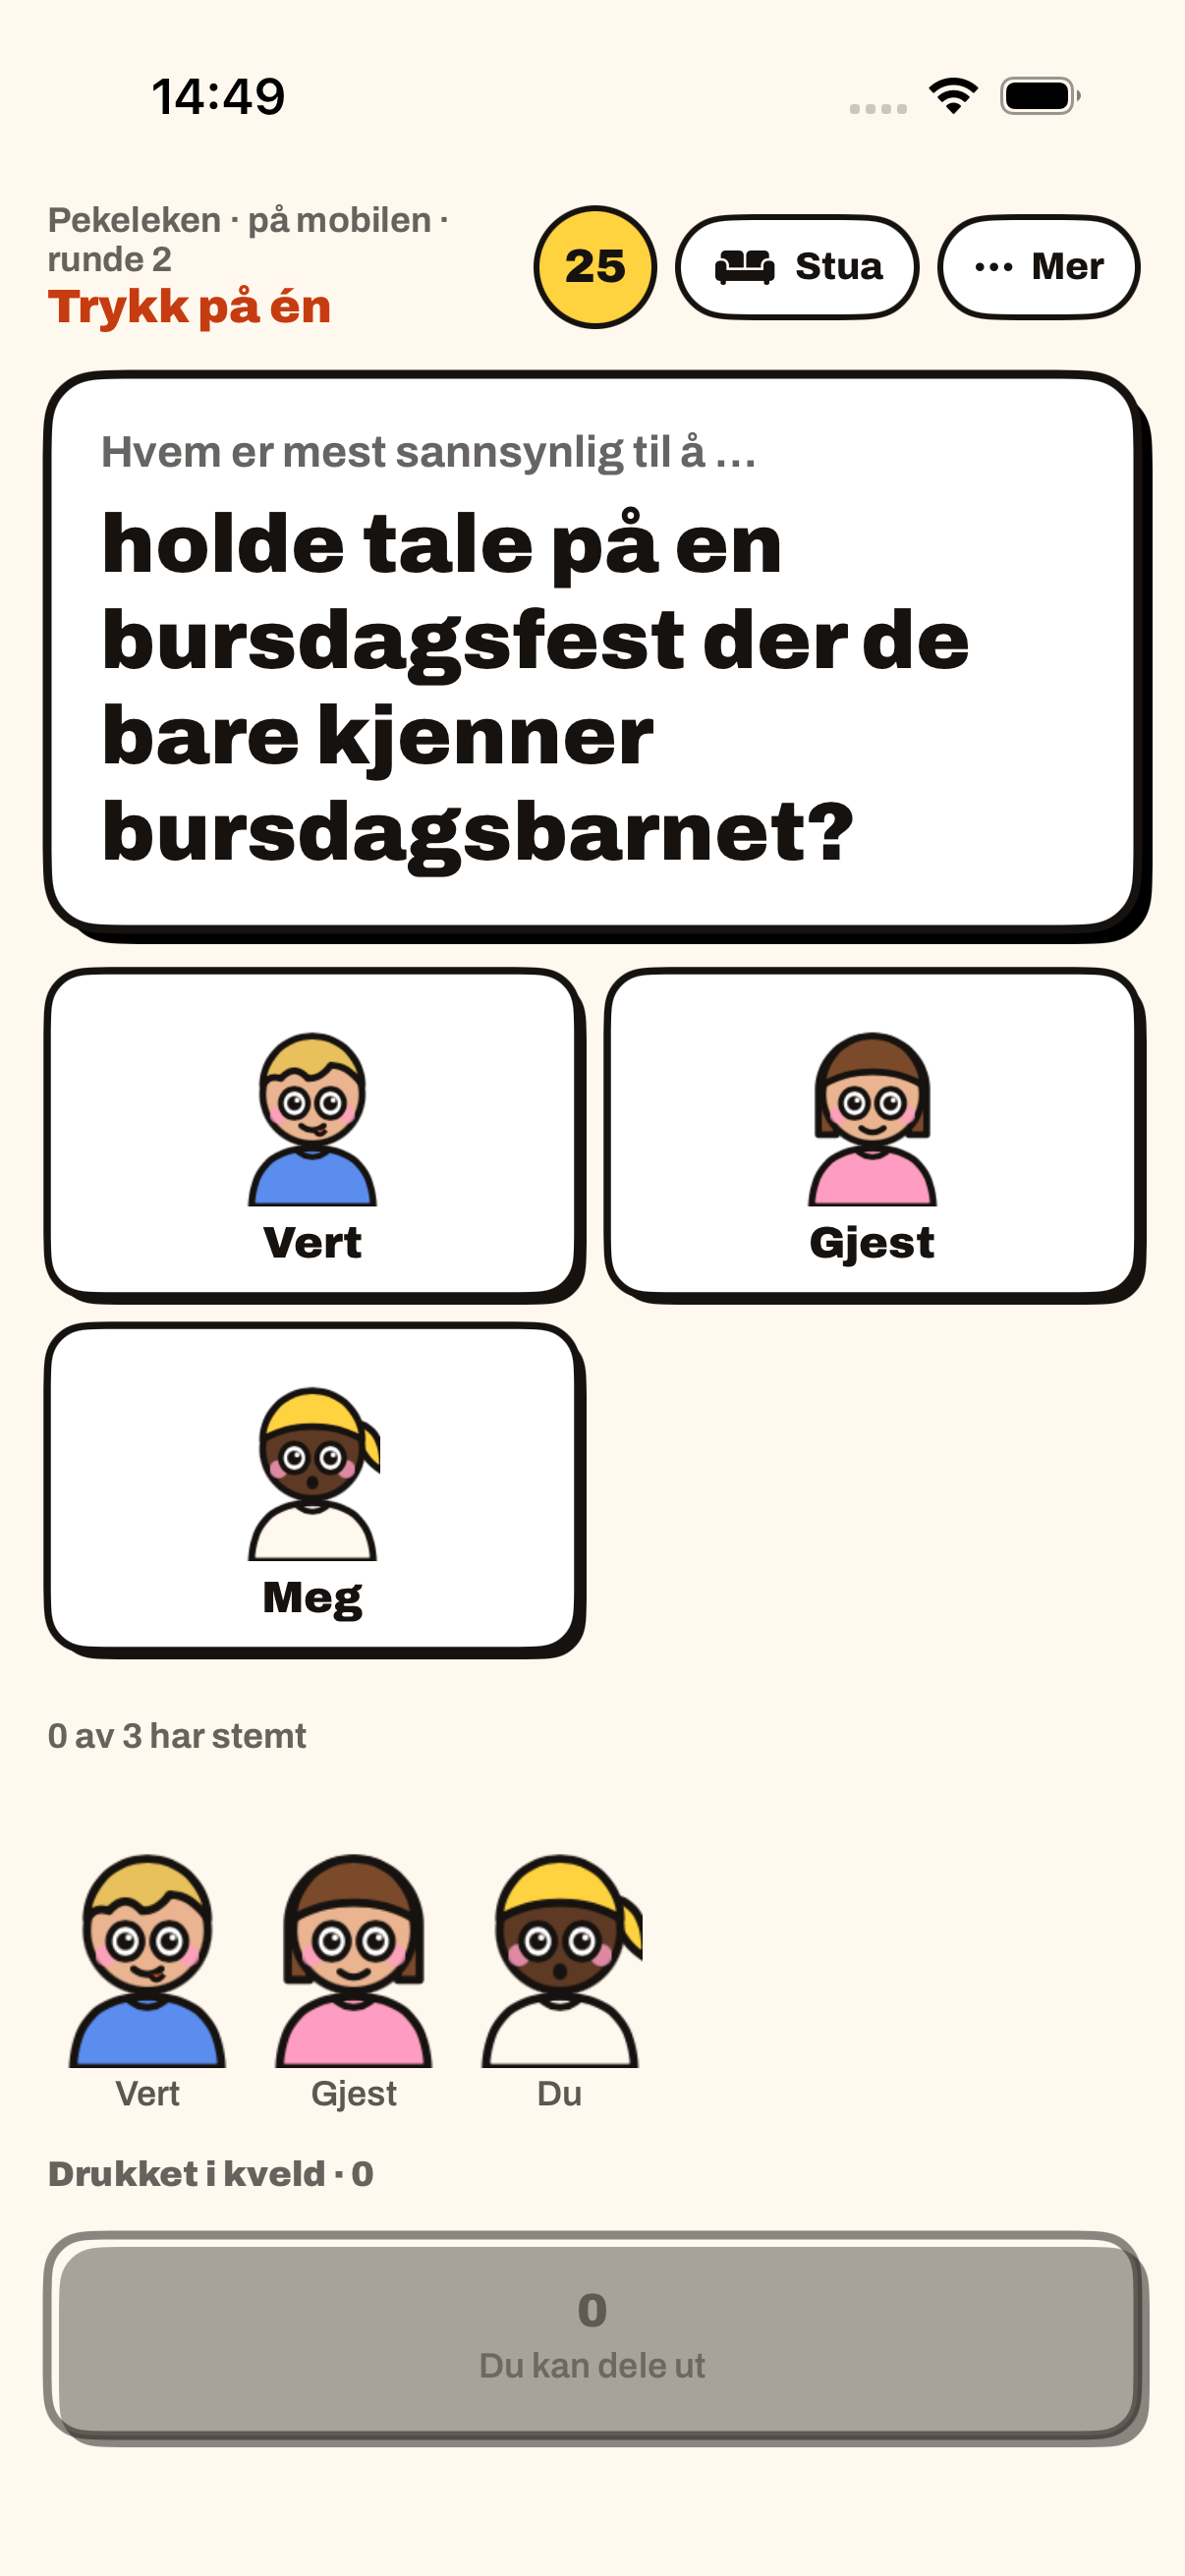 14:49
Pekeleken · på mobilen ·
runde 2
Trykk på én
25
Stua
Mer
Hvem er mest sannsynlig til å ...
holde tale på en
bursdagsfest der de
bare kjenner
bursdagsbarnet?
Vert
Gjest
Meg
0 av 3 har stemt
Vert
Gjest
Du
Drukket i kveld · 0
0
Du kan dele ut